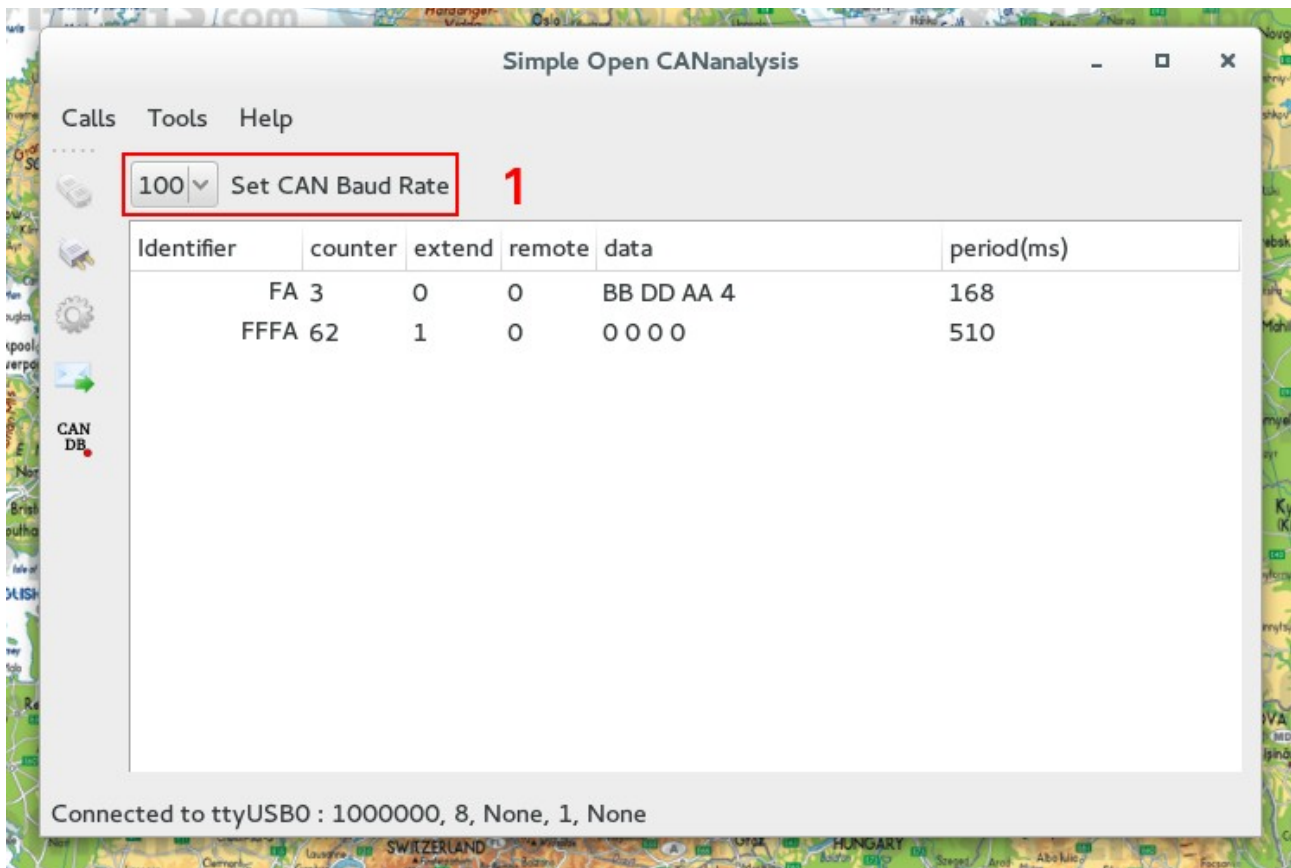 Simple Open CANanalysis
Calls Tools Help
100 Set CAN Baud Rate 1
Identifier counter extend remote data period(ms)
FA 3 0 0 BB DD AA 4 168
FFFA 62 1 0 0 0 0 0 510
CAN
DB
Connected to ttyUSB0 : 1000000, 8, None, 1, None
SWITZERLAND
HUNGARY